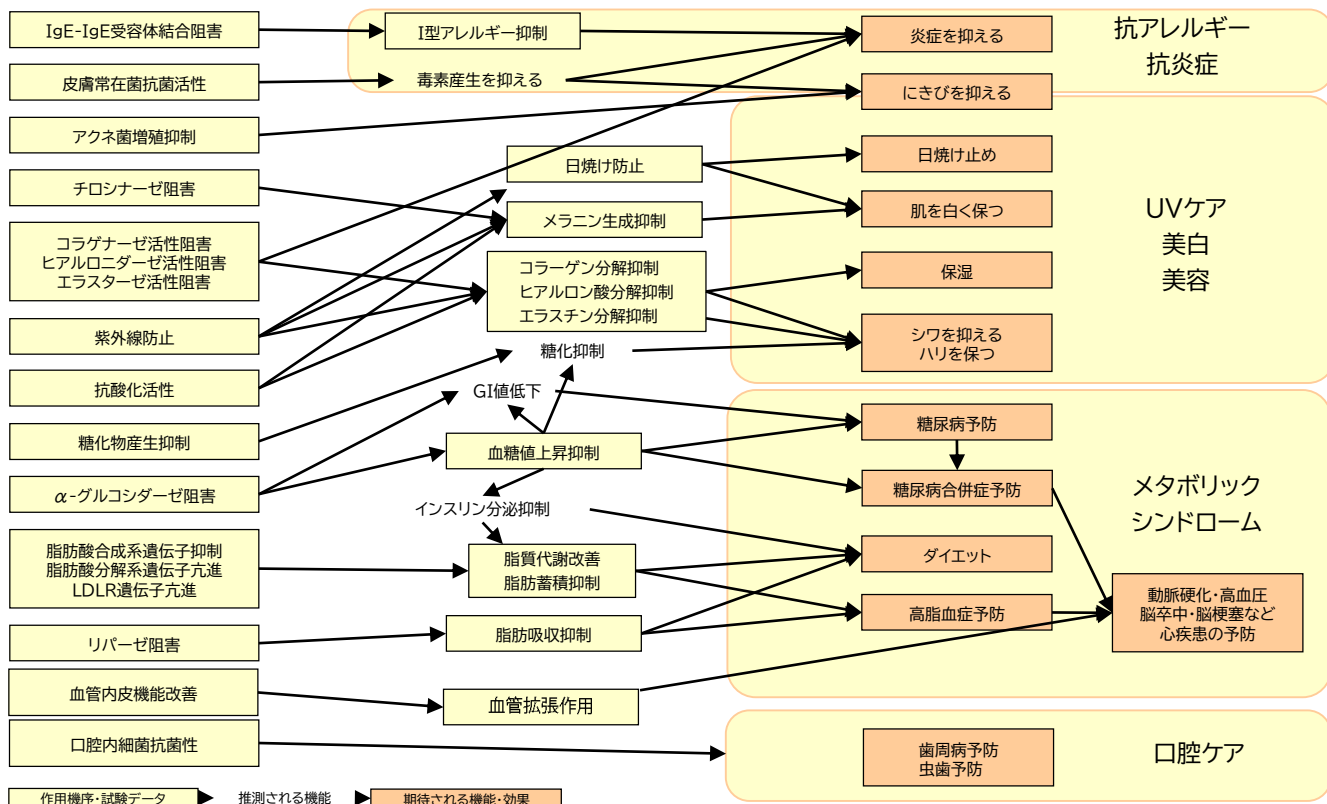 IgE-IgE受容体結合阻害
皮膚常在菌抗菌活性
アクネ菌増殖抑制
チロシナーゼ阻害
コラゲナーゼ活性阻害
ヒアルロニダーゼ活性阻害
エラスターゼ活性阻害
紫外線防止
抗酸化活性
糖化物産生抑制
α-グルコシダーゼ阻害
脂肪酸合成系遺伝子抑制
脂肪酸分解系遺伝子亢進
LDLR遺伝子亢進
リパーゼ阻害
血管内皮機能改善
口腔内細菌抗菌性
I型アレルギー抑制
毒素産生を抑える
日焼け防止
メラニン生成抑制
コラーゲン分解抑制
ヒアルロン酸分解抑制
エラスチン分解抑制
糖化抑制
GI値低下
血糖値上昇抑制
インスリン分泌抑制
脂質代謝改善
脂肪蓄積抑制
脂肪吸収抑制
血管拡張作用
炎症を抑える
にきびを抑える
日焼け止め
肌を白く保つ
保湿
シワを抑える
ハリを保つ
糖尿病予防
糖尿病合併症予防
ダイエット
高脂血症予防
動脈硬化・高血圧
脳卒中・脳梗塞など
心疾患の予防
歯周病予防
虫歯予防
抗アレルギー
抗炎症
UVケア
美白
美容
メタボリック
シンドローム
口腔ケア
作用機序・試験データ
推測される機能
期待される機能・効果